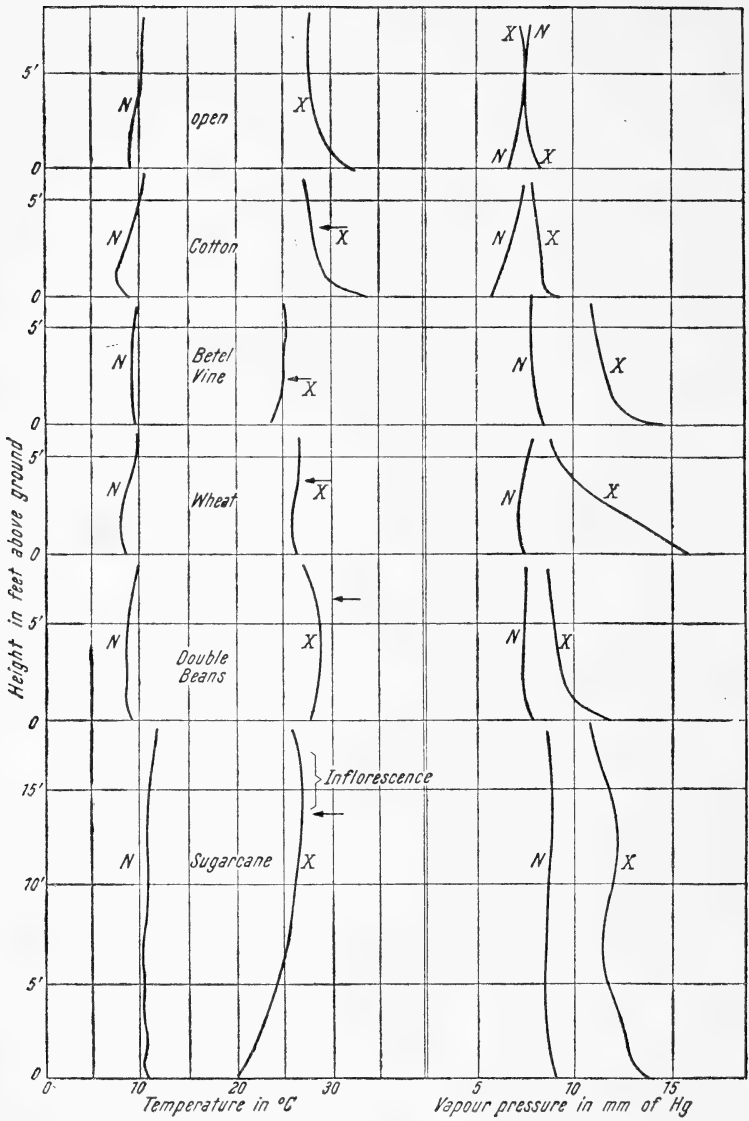 5'
N
open
X
X
N
N
X
0
5'
N
Cotton
X
N
X
0
5'
N
Betel
Vine
X
N
X
0
5'
N
Wheat
X
N
X
0
5'
N
Double
Beans
X
N
X
0
Inflorescence
15'
N
Sugarcane
X
N
X
10'
5'
0
Height in feet above ground
0
10
20
30
5
10
15
Temperature in °C
Vapour pressure in mm of Hg